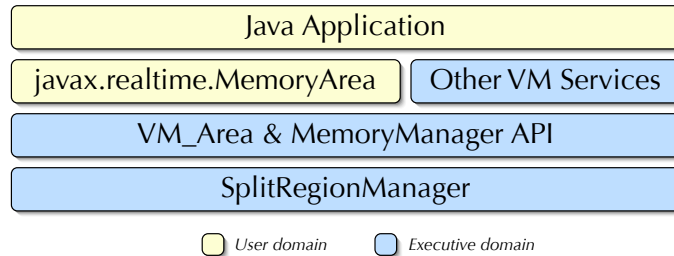 Java Application
javax.realtime.MemoryArea Other VM Services
VM_Area & MemoryManager API
SplitRegionManager
User domain Executive domain